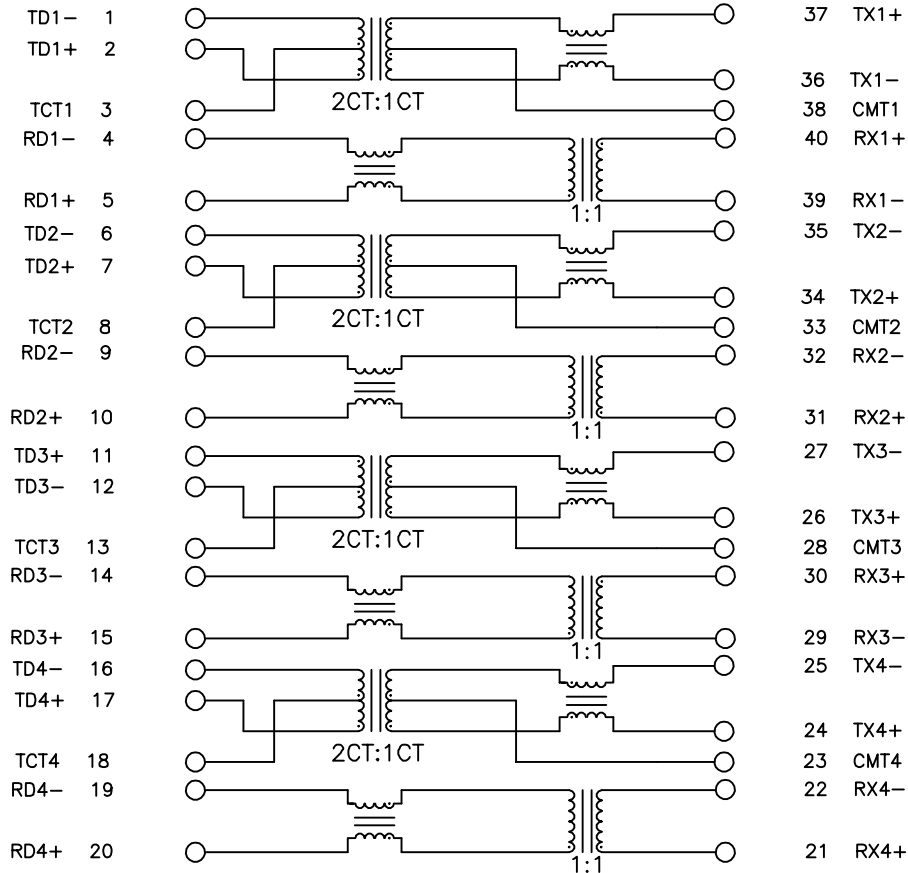 TD1− 1 37 TX1+
TD1+ 2
36 TX1−
TCT1 3 2CT:1CT 38 CMT1
RD1− 4 40 RX1+
RD1+ 5 1:1 39 RX1−
TD2− 6 35 TX2−
TD2+ 7
34 TX2+
TCT2 8 2CT:1CT 33 CMT2
RD2− 9 32 RX2−
RD2+ 10 1:1 31 RX2+
TD3+ 11 27 TX3−
TD3− 12
26 TX3+
TCT3 13 2CT:1CT 28 CMT3
RD3− 14 30 RX3+
RD3+ 15 1:1 29 RX3−
TD4− 16 25 TX4−
TD4+ 17
24 TX4+
TCT4 18 2CT:1CT 23 CMT4
RD4− 19 22 RX4−
RD4+ 20 1:1 21 RX4+